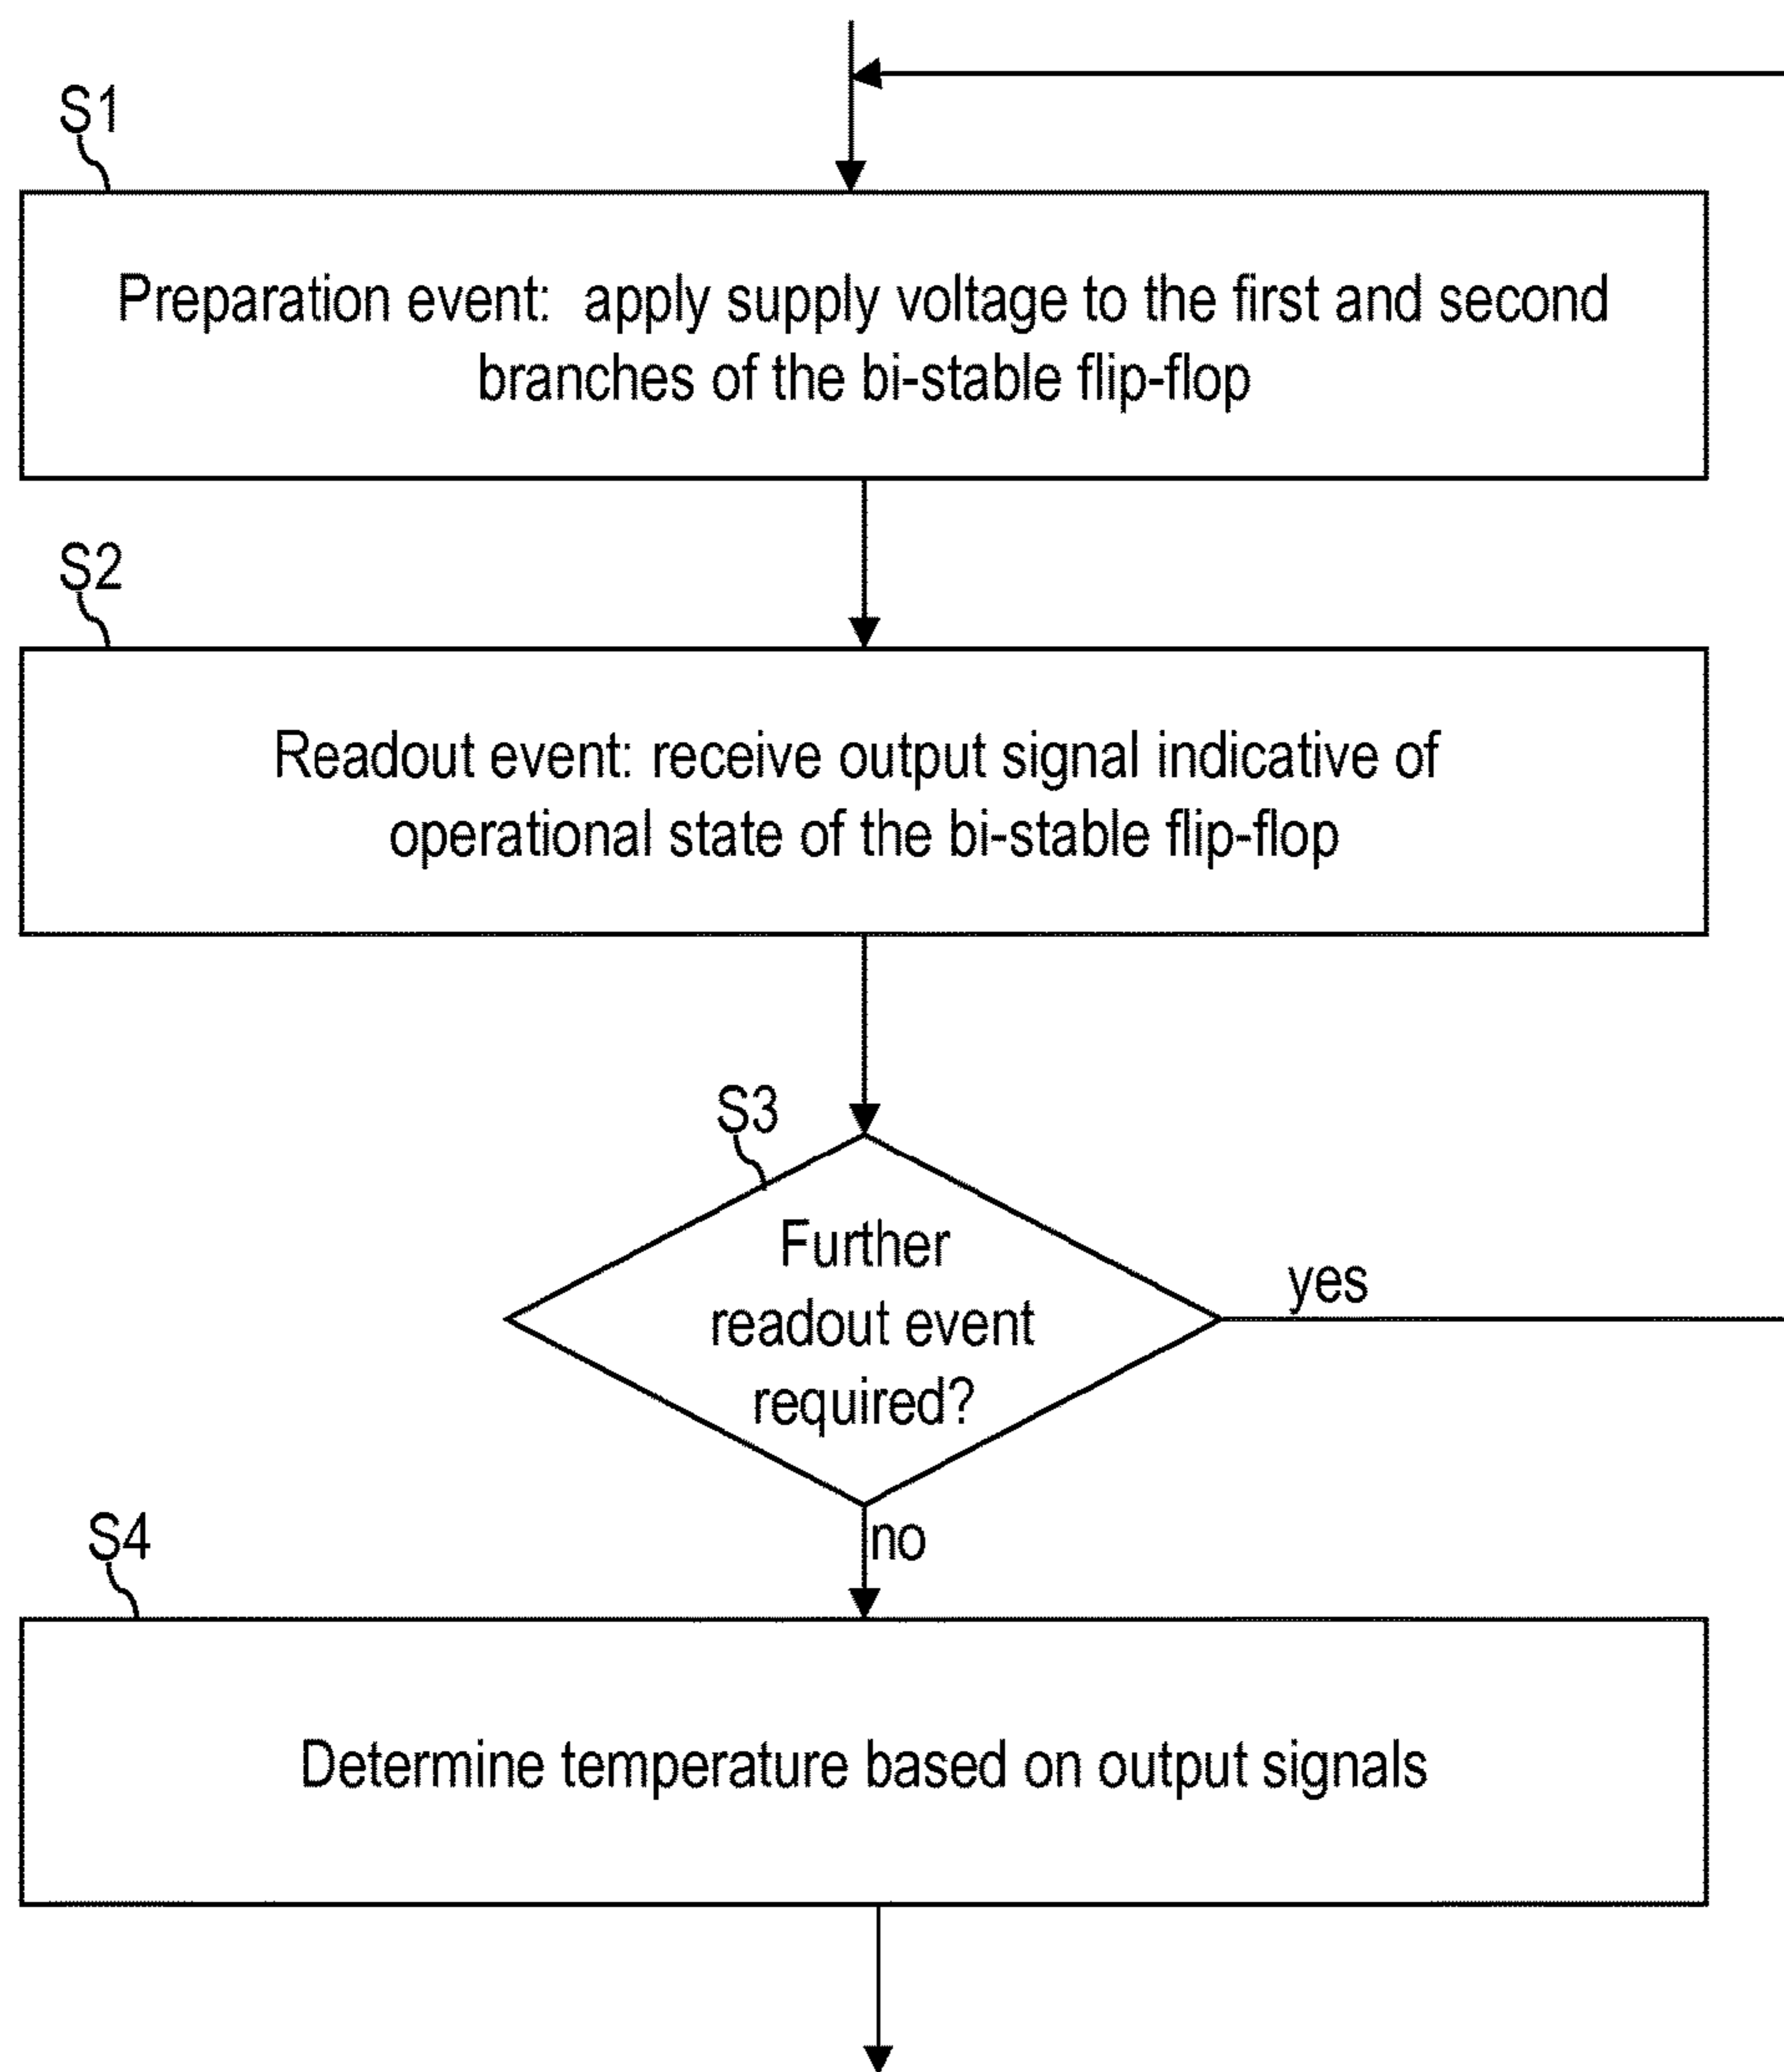 S1
Preparation event: apply supply voltage to the first and second
branches of the bi-stable flip-flop
S2
Readout event: receive output signal indicative of
operational state of the bi-stable flip-flop
S3
Further
readout event
required?
yes
no
S4
Determine temperature based on output signals